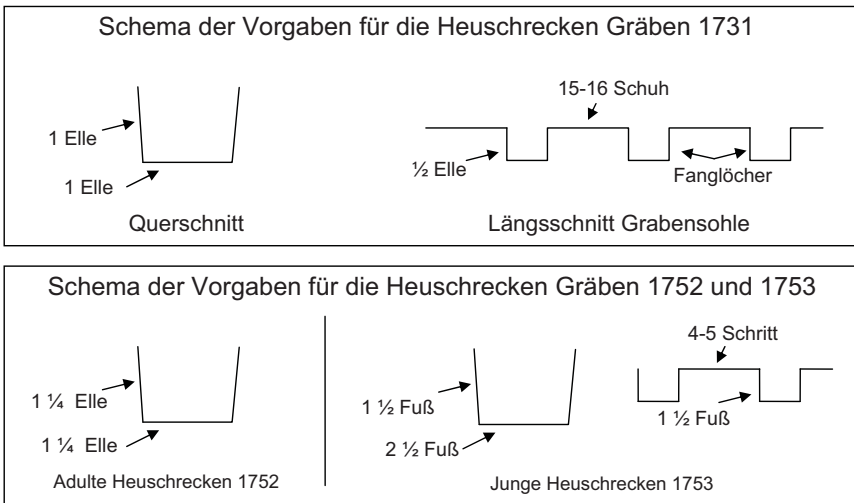 Schema der Vorgaben für die Heuschrecken Gräben 1731
1 Elle
1 Elle
Querschnitt
15-16 Schuh
½ Elle
Fanglöcher
Längsschnitt Grabensohle
Schema der Vorgaben für die Heuschrecken Gräben 1752 und 1753
1 ¼ Elle
1 ¼ Elle
Adulte Heuschrecken 1752
1 ½ Fuß
2 ½ Fuß
4-5 Schritt
1 ½ Fuß
Junge Heuschrecken 1753